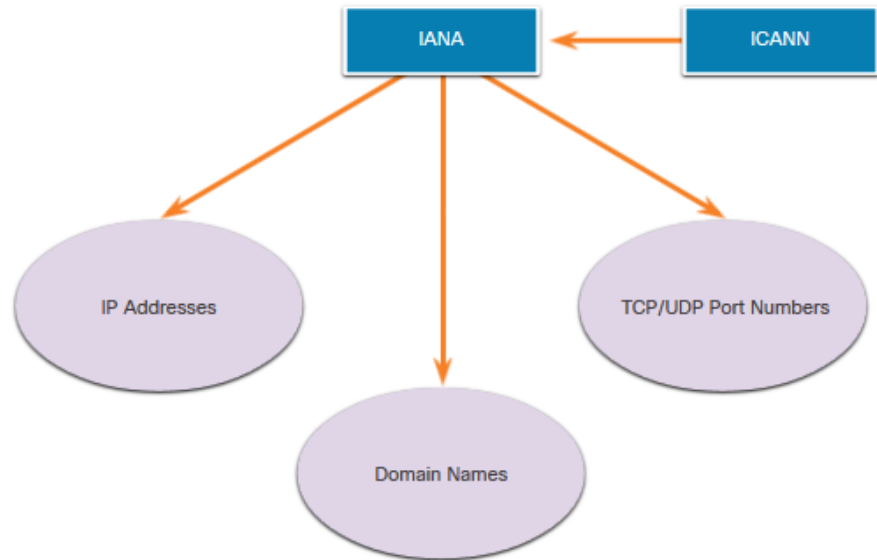 IANA
ICANN
IP Addresses
TCP/UDP Port Numbers
Domain Names